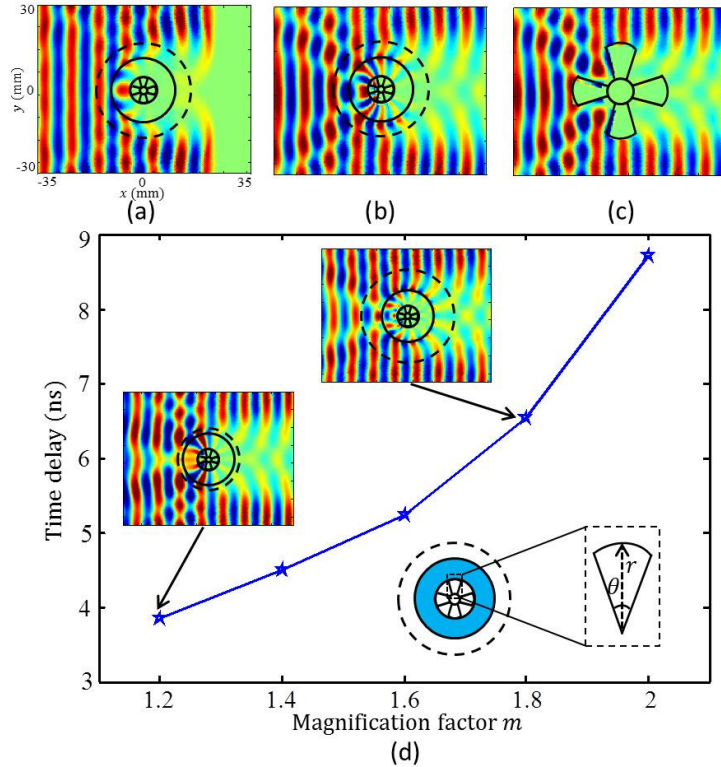 30
y (mm)
0
-30
-35
0
35
x (mm)
(a)
(b)
(c)
9
8
7
6
5
4
3
Time delay (ns)
r
θ
1.2
1.4
1.6
1.8
2
Magnification factor m
(d)